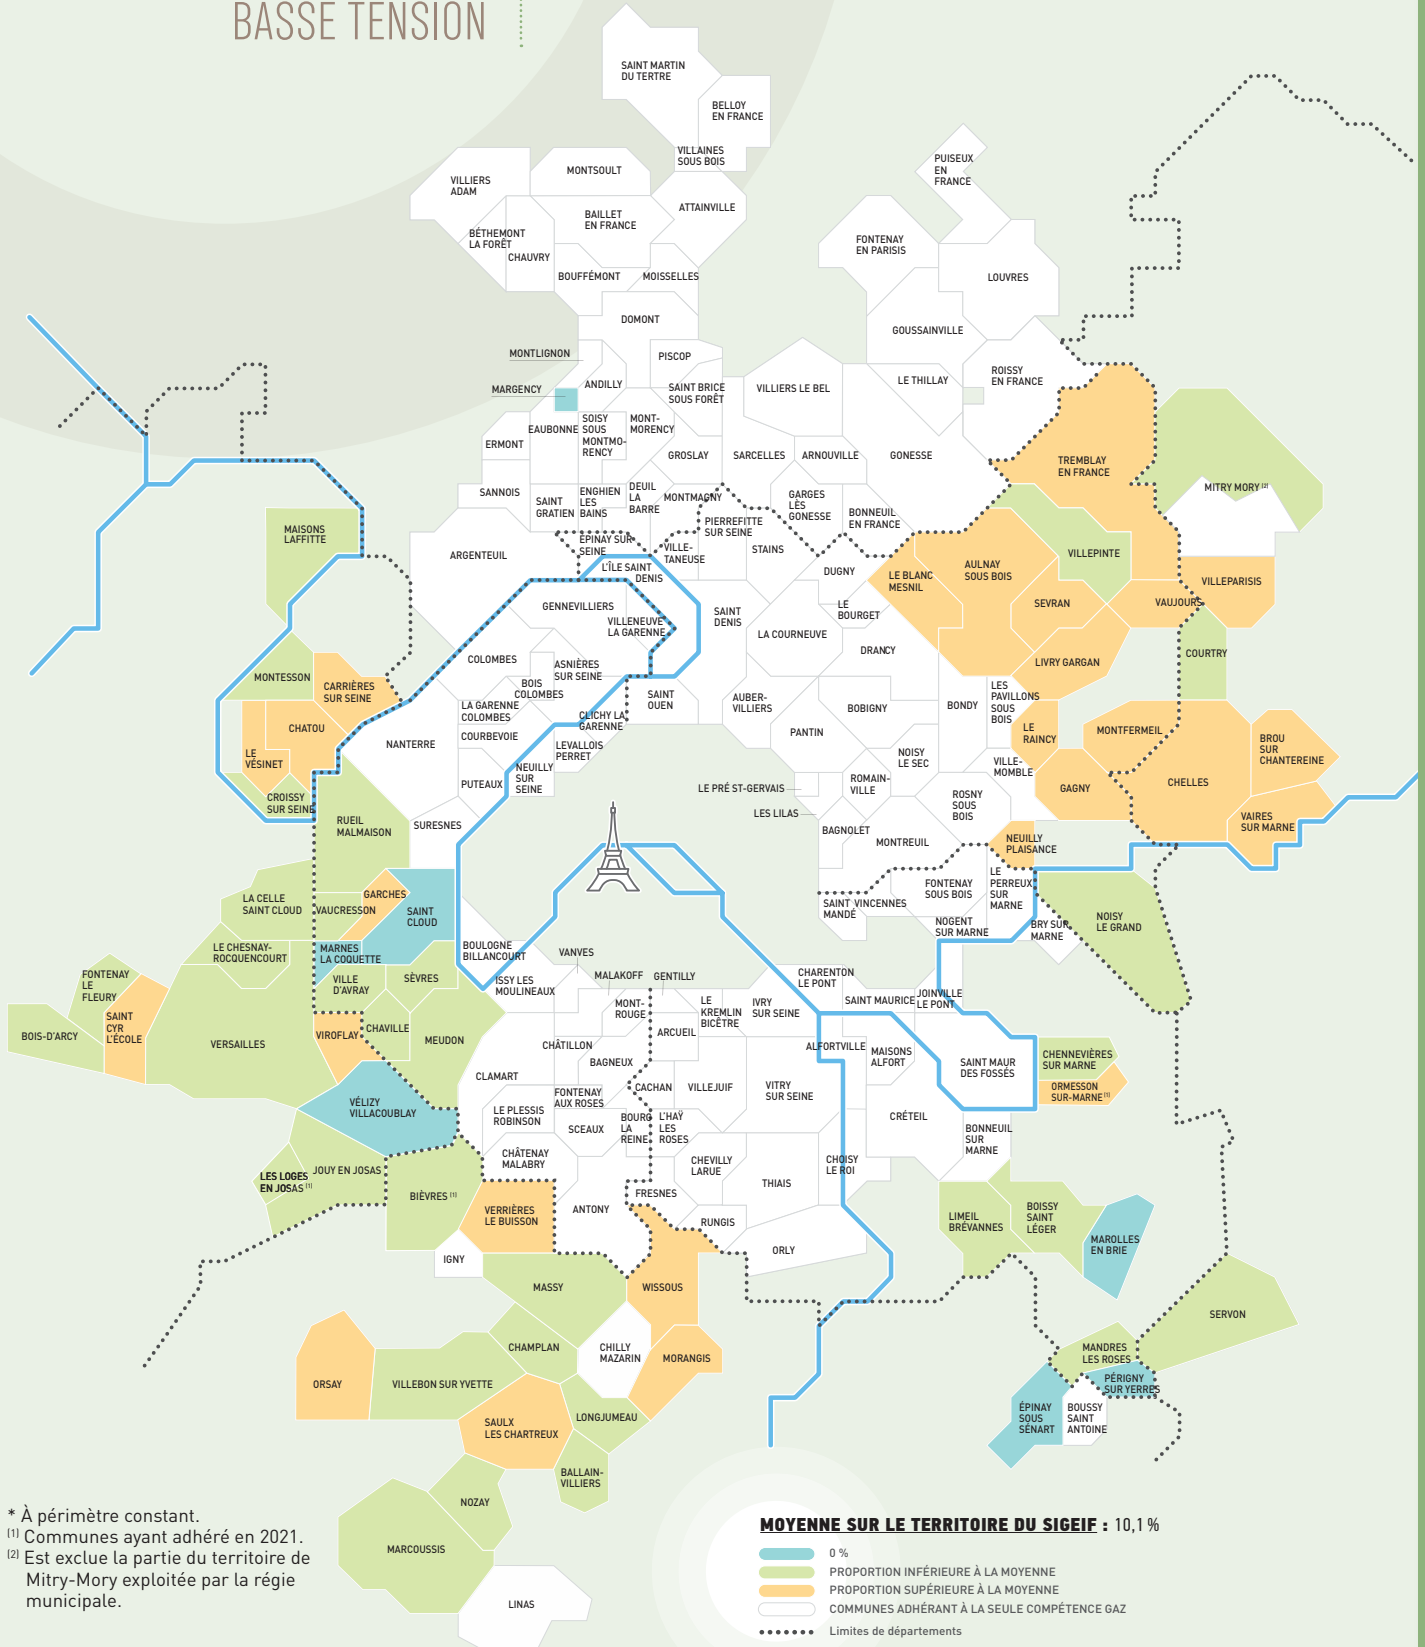 BASSE TENSION
SAINT MARTIN
DU TERTRE
BELLOY
EN FRANCE
VILLAINES
SOUS BOIS
PUISEUX
EN
FRANCE
MONTSOULT
VILLIERS
ADAM
ATTAINVILLE
BAILLET
EN FRANCE
BÉTHEMONT
LA FORÊT
CHAUVRY
FONTENAY
EN PARISIS
BOUFFÉMONT
MOISSELLES
LOUVRES
DOMONT
GOUSSAINVILLE
MONTLIGNON
PISCOP
ROISSY
EN FRANCE
MARGENCY
ANDILLY
SAINT BRICE
SOUS FORÊT
VILLIERS LE BEL
LE THILLAY
EAUBONNE
SOISY
SOUS
MONTMO-
RENCY
MONT-
MORENCY
ERMONT
GROSLAY
SARCELLES
ARNOUVILLE
GONESSE
TREMBLAY
EN FRANCE
MITRY MORY (2)
SANNOIS
SAINT
GRATIEN
ENGHIEN
LES
BAINS
DEUIL
LA
BARRE
MONTMAGNY
GARGES
LÈS
GONESSE
BONNEUIL
EN FRANCE
MAISONS
LAFFITTE
PIERREFITTE
SUR SEINE
ARGENTEUIL
ÉPINAY SUR
SEINE
VILLE-
TANEUSE
STAINS
VILLEPINTE
L'ÎLE SAINT
DENIS
DUGNY
LE BLANC
MESNIL
AULNAY
SOUS BOIS
VILLEPARISIS
GENNEVILLIERS
VILLENEUVE
LA GARENNE
SAINT
DENIS
LE
BOURGET
SEVRAN
VAUJOURS
LA COURNEUVE
DRANCY
COLOMBES
ASNIÈRES
SUR SEINE
LIVRY GARGAN
COURTRY
MONTESSON
CARRIÈRES
SUR SEINE
BOIS
COLOMBES
SAINT
OUEN
AUBER-
VILLIERS
BOBIGNY
BONDY
LES
PAVILLONS
SOUS
BOIS
LA GARENNE
COLOMBES
CLICHY LA
GARENNE
CHATOU
COURBEVOIE
PANTIN
LE
RAINCY
MONTFERMEIL
BROU
SUR
CHANTEREINE
NANTERRE
LEVALLOIS
PERRET
LE
VÉSINET
NOISY
LE SEC
VILLE-
MOMBLE
CHELLES
PUTEAUX
NEUILLY
SUR
SEINE
LE PRÉ ST-GERVAIS
ROMAIN-
VILLE
GAGNY
CROISSY
SUR SEINE
ROSNY
SOUS
BOIS
LES LILAS
VAIRES
SUR MARNE
RUEIL
MALMAISON
SURESNES
BAGNOLET
MONTREUIL
NEUILLY
PLAISANCE
LA CELLE
SAINT CLOUD
GARCHES
VAUCRESSON
SAINT
CLOUD
SAINT
MANDÉ
VINCENNES
FONTENAY
SOUS BOIS
LE
PERREUX
SUR
MARNE
NOISY
LE GRAND
NOGENT
SUR MARNE
BRY SUR
MARNE
LE CHESNAY-
ROCQUENCOURT
MARNES
LA COQUETTE
BOULOGNE
BILLANCOURT
VANVES
FONTENAY
LE
FLEURY
VILLE
D'AVRAY
SÈVRES
ISSY LES
MOULINEAUX
MALAKOFF
GENTILLY
CHARENTON
LE PONT
SAINT MAURICE
JOINVILLE
LE PONT
SAINT
CYR
L'ÉCOLE
MONT-
ROUGE
LE
KREMLIN
BICÊTRE
IVRY
SUR SEINE
BOIS-D'ARCY
VERSAILLES
VIROFLAY
CHAVILLE
MEUDON
CHÂTILLON
ARCUEIL
ALFORTVILLE
MAISONS
ALFORT
SAINT MAUR
DES FOSSÉS
CHENNEVIÈRES
SUR MARNE
CLAMART
BAGNEUX
ORMESSON
SUR-MARNE (1)
VÉLIZY
VILLACOUBLAY
FONTENAY
AUX ROSES
CACHAN
VILLEJUIF
VITRY
SUR SEINE
LE PLESSIS
ROBINSON
SCEAUX
BOURG
LA
REINE
L'HAŸ
LES
ROSES
CRÉTEIL
BONNEUIL
SUR
MARNE
CHÂTENAY
MALABRY
CHEVILLY
LARUE
CHOISY
LE ROI
LES LOGES
EN JOSAS (1)
JOUY EN JOSAS
BIÈVRES (1)
THIAIS
FRESNES
VERRIÈRES
LE BUISSON
ANTONY
RUNGIS
LIMEIL
BRÉVANNES
BOISSY
SAINT
LÉGER
MAROLLES
EN BRIE
IGNY
ORLY
MASSY
WISSOUS
SERVON
CHAMPLAN
CHILLY
MAZARIN
MORANGIS
MANDRES
LES ROSES
ORSAY
VILLEBON SUR YVETTE
PÉRIGNY
SUR YERRES
SAULX
LES CHARTREUX
LONGJUMEAU
ÉPINAY
SOUS
SÉNART
BOUSSY
SAINT
ANTOINE
BALLAIN-
VILLIERS
NOZAY
MARCOUSSIS
LINAS
* À périmètre constant.
(1) Communes ayant adhéré en 2021.
(2) Est exclue la partie du territoire de
Mitry-Mory exploitée par la régie
municipale.
MOYENNE SUR LE TERRITOIRE DU SIGEIF : 10,1 %
0 %
PROPORTION INFÉRIEURE À LA MOYENNE
PROPORTION SUPÉRIEURE À LA MOYENNE
COMMUNES ADHÉRANT À LA SEULE COMPÉTENCE GAZ
Limites de départements